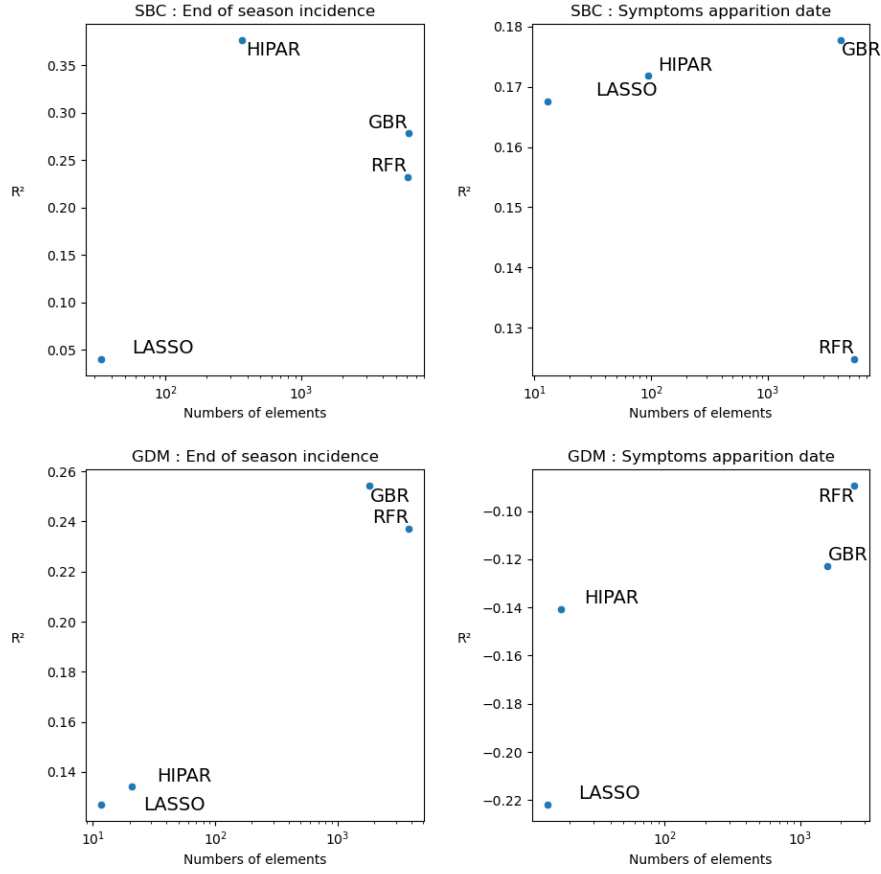 SBC : End of season incidence
HIPAR
GBR
RFR
LASSO
0.35
0.30
0.25
0.20
0.15
0.10
0.05
R²
10² 10³
Numbers of elements
SBC : Symptoms apparition date
GBR
HIPAR
LASSO
RFR
0.18
0.17
0.16
0.15
0.14
0.13
R²
10¹ 10² 10³
Numbers of elements
GDM : End of season incidence
GBR
RFR
HIPAR
LASSO
0.26
0.24
0.22
0.20
0.18
0.16
0.14
R²
10¹ 10² 10³
Numbers of elements
GDM : Symptoms apparition date
RFR
GBR
HIPAR
LASSO
−0.10
−0.12
−0.14
−0.16
−0.18
−0.20
−0.22
R²
10² 10³
Numbers of elements